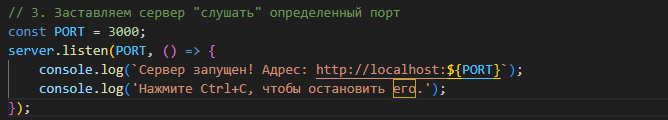 // 3. Заставляем сервер "слушать" определенный порт
const PORT = 3000;
server.listen(PORT, () => {
    console.log(`Сервер запущен! Адрес: http://localhost:${PORT}`);
    console.log('Нажмите Ctrl+C, чтобы остановить его.');
});